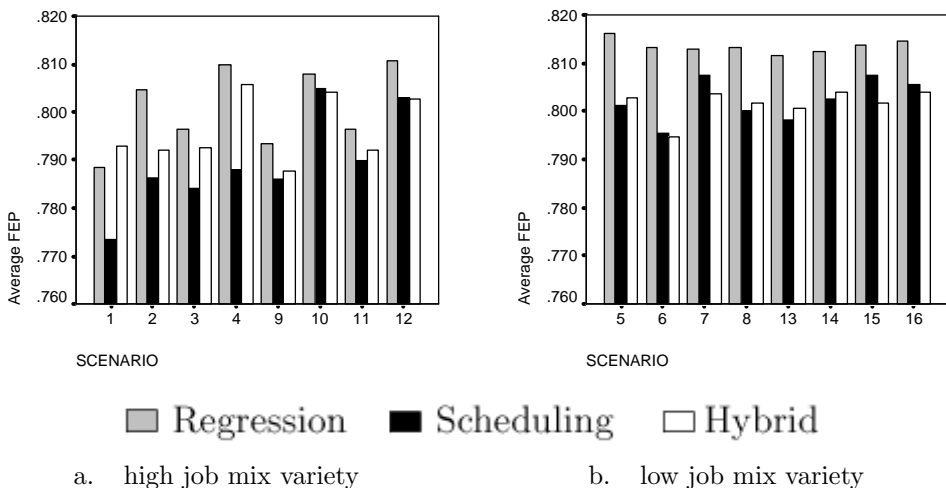 .820
.810
.800
.790
.780
.770
.760
Average FEP
1 2 3 4 9 10 11 12
SCENARIO
.820
.810
.800
.790
.780
.770
.760
Average FEP
5 6 7 8 13 14 15 16
SCENARIO
Regression Scheduling Hybrid
a. high job mix variety
b. low job mix variety